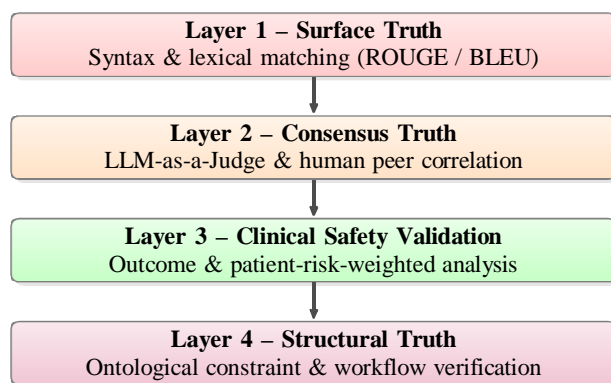 Layer 1 – Surface Truth
Syntax & lexical matching (ROUGE / BLEU)
Layer 2 – Consensus Truth
LLM-as-a-Judge & human peer correlation
Layer 3 – Clinical Safety Validation
Outcome & patient-risk-weighted analysis
Layer 4 – Structural Truth
Ontological constraint & workflow verification